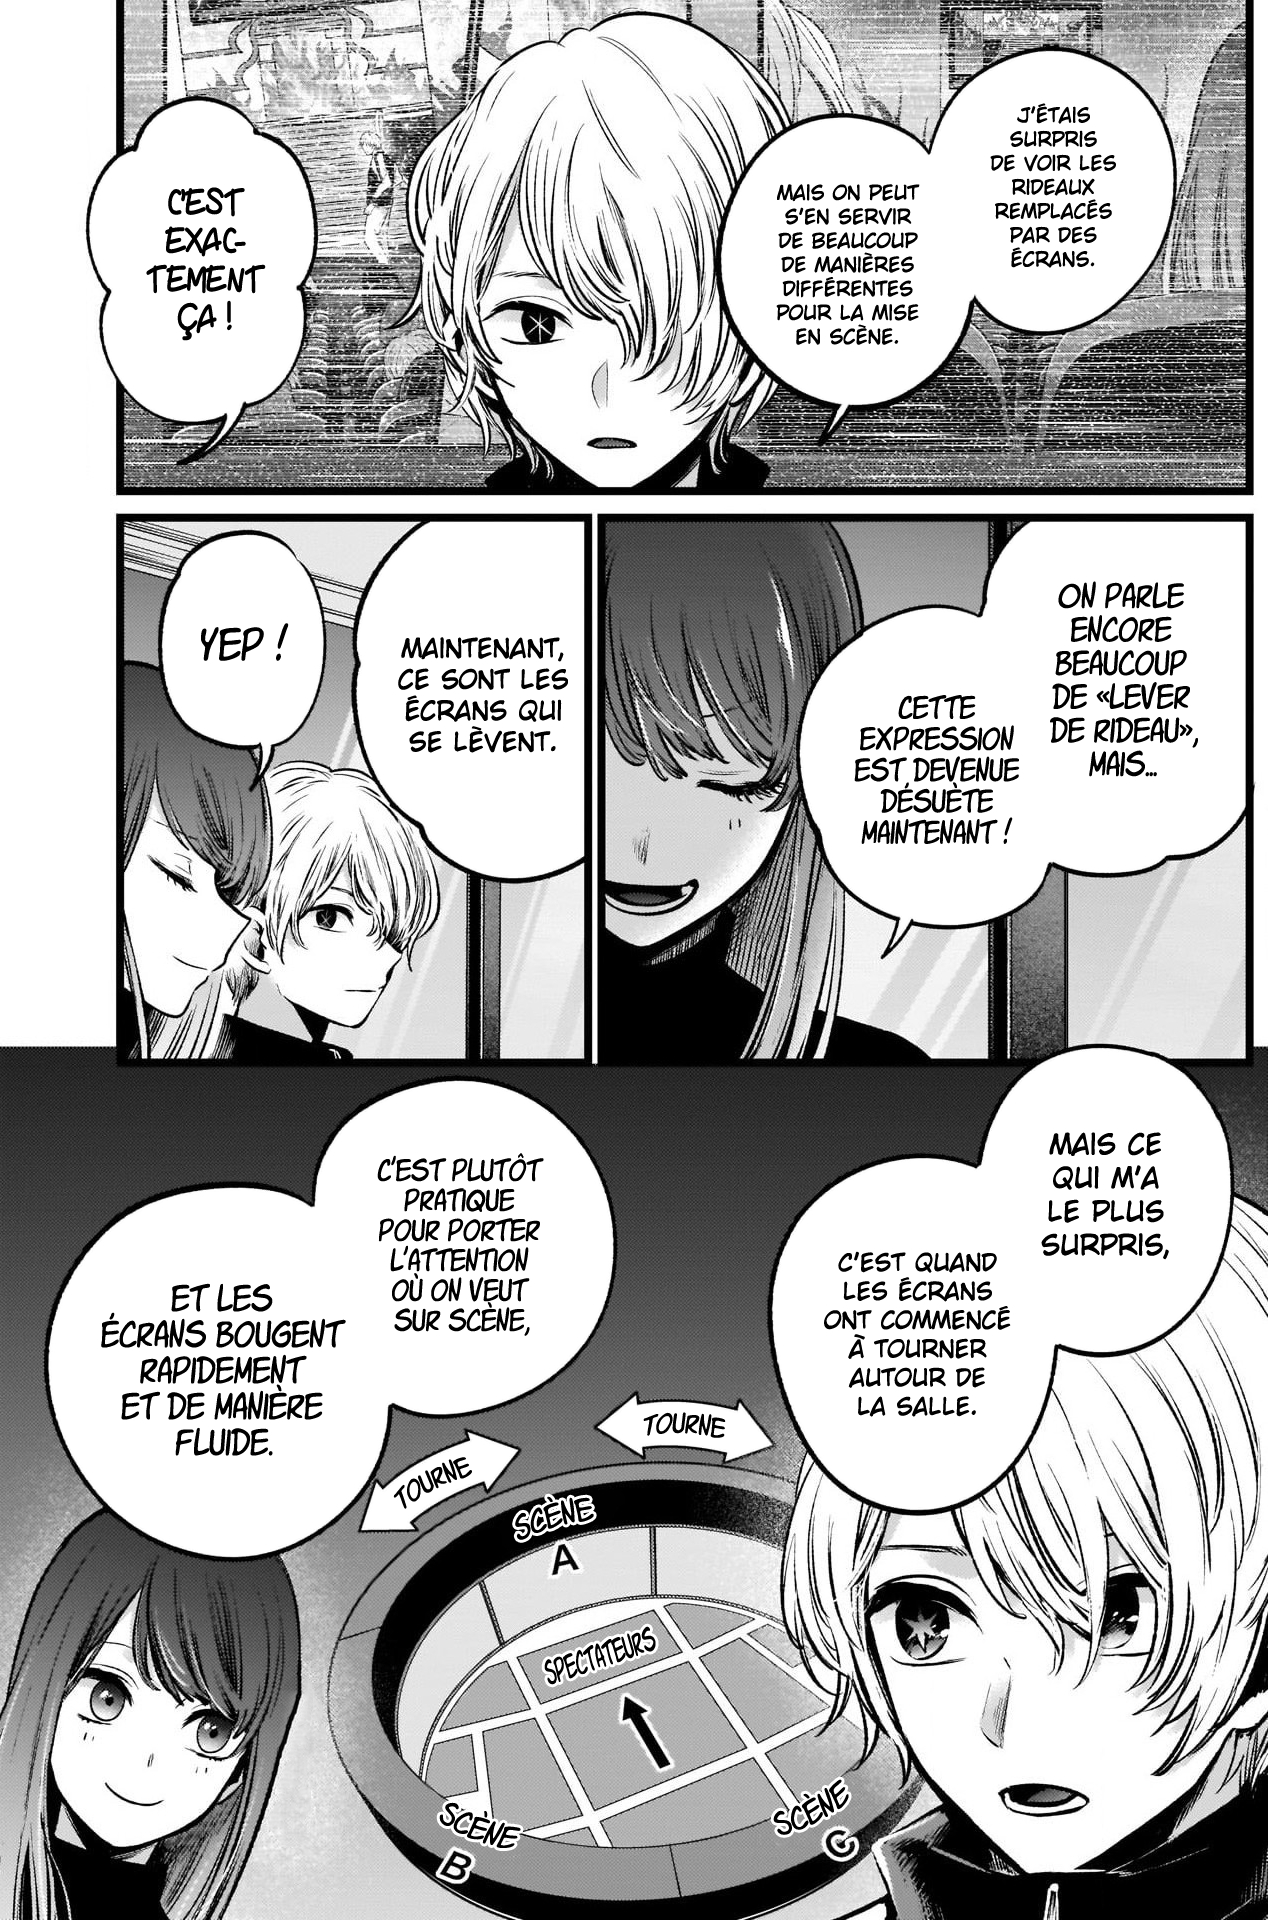 J'ÉTAIS
SURPRIS
DE VOIR LES
RIDEAUX
REMPLACÉS
PAR DES
ÉCRANS.
MAIS ON PEUT
S'EN SERVIR
DE BEAUCOUP
DE MANIÈRES
DIFFÉRENTES
POUR LA MISE
EN SCÈNE.
C'EST
EXAC-
TEMENT
ÇA !
ON PARLE
ENCORE
BEAUCOUP
DE «LEVER
DE RIDEAU»,
MAIS...
CETTE
EXPRESSION
EST DEVENUE
DÉSUÈTE
MAINTENANT !
MAINTENANT,
CE SONT LES
ÉCRANS QUI
SE LÈVENT.
YEP !
MAIS CE
QUI M'A
LE PLUS
SURPRIS,
C'EST QUAND
LES ÉCRANS
ONT COMMENCÉ
À TOURNER
AUTOUR DE
LA SALLE.
C'EST PLUTÔT
PRATIQUE
POUR PORTER
L'ATTENTION
OÙ ON VEUT
SUR SCÈNE,
ET LES
ÉCRANS BOUGENT
RAPIDEMENT
ET DE MANIÈRE
FLUIDE.
TOURNE
TOURNE
SCÈNE
A
SPECTATEURS
SCÈNE
B
SCÈNE
C